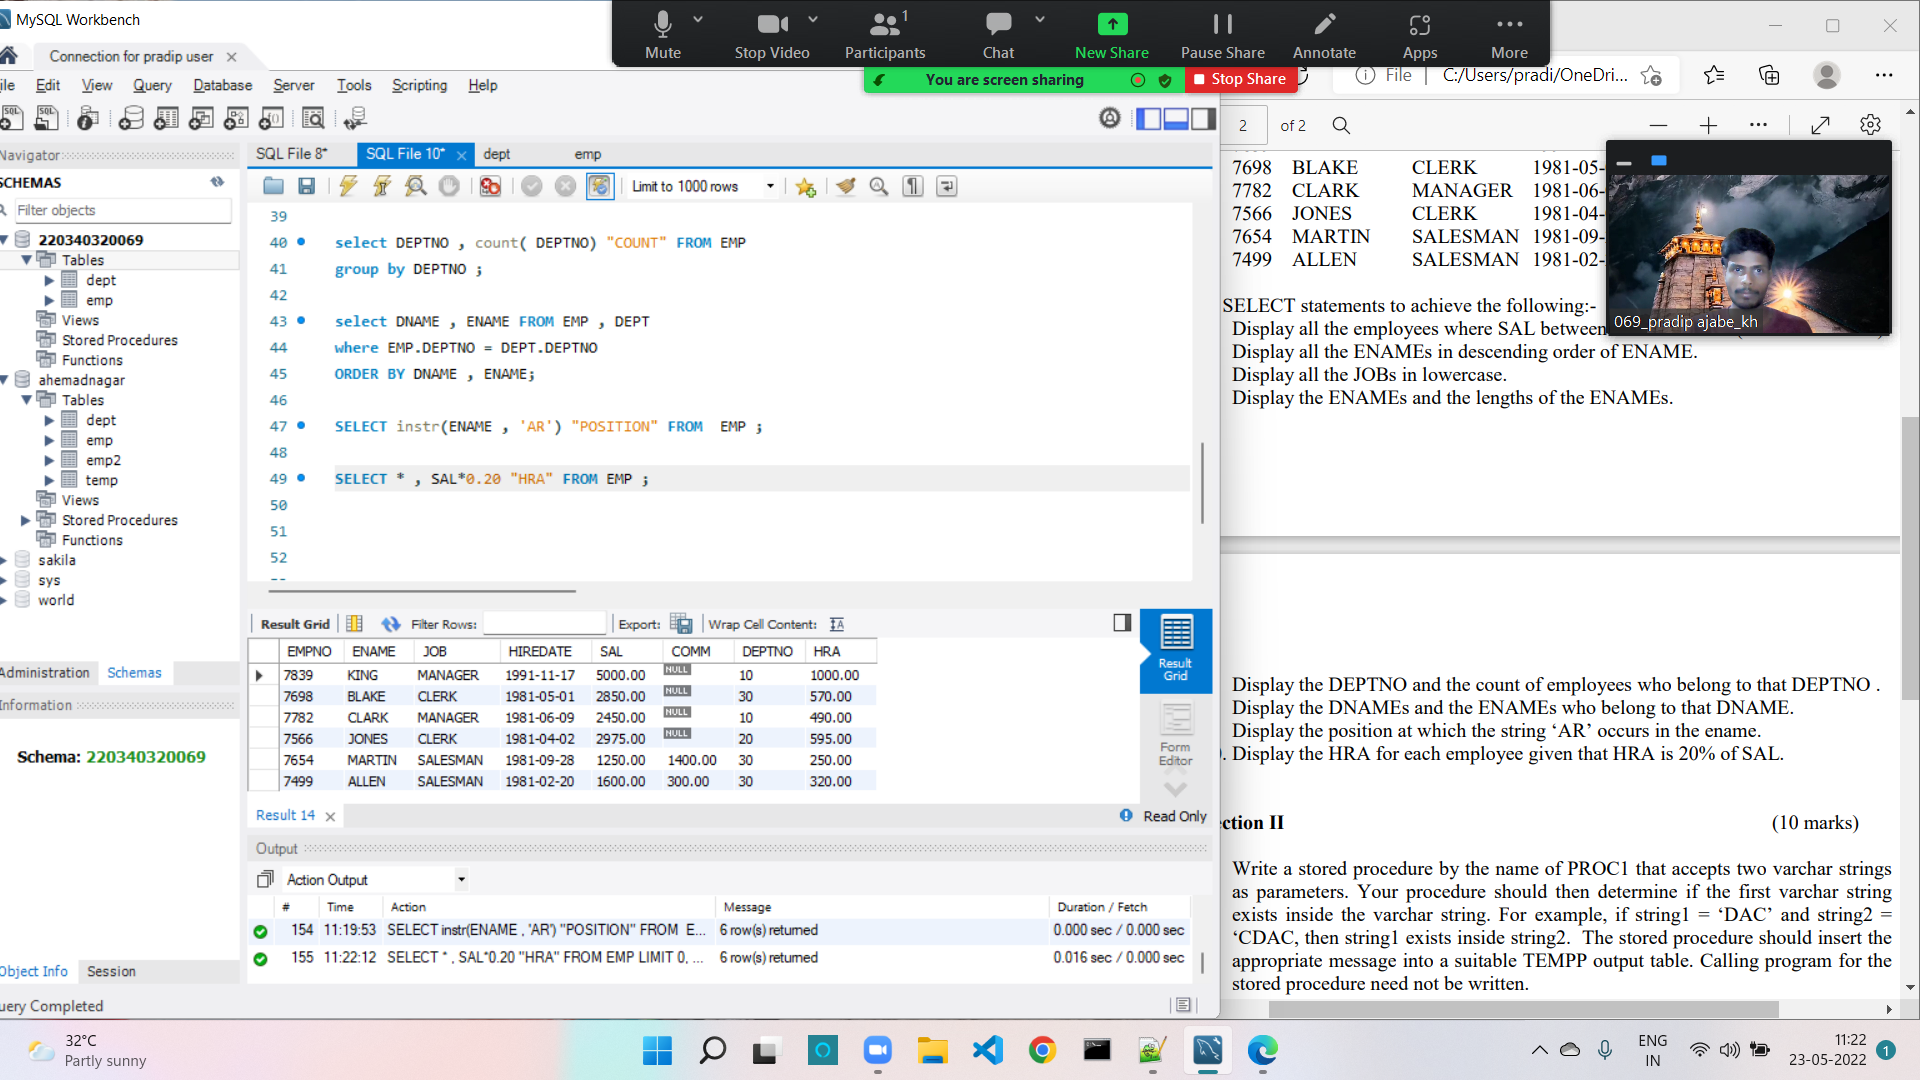 MySQL Workbench
Connection for pradip user
Edit View Query Database Server Tools Scripting Help
Navigator
SCHEMAS
Filter objects
220340320069
Tables
dept
emp
Views
Stored Procedures
Functions
ahemadnagar
Tables
dept
emp
emp2
temp
Views
Stored Procedures
Functions
sakila
sys
world
Administration Schemas
Information
Schema: 220340320069
Object Info Session
uery Completed
SQL File 8* SQL File 10* dept emp
Limit to 1000 rows
39
40 select DEPTNO , count( DEPTNO) "COUNT" FROM EMP
41 group by DEPTNO ;
42
43 select DNAME , ENAME FROM EMP , DEPT
44 where EMP.DEPTNO = DEPT.DEPTNO
45 ORDER BY DNAME , ENAME;
46
47 SELECT instr(ENAME , 'AR') "POSITION" FROM EMP ;
48
49 SELECT * , SAL*0.20 "HRA" FROM EMP ;
50
51
52
Result Grid Filter Rows: Export: Wrap Cell Content:
EMPNO ENAME JOB HIREDATE SAL COMM DEPTNO HRA
7839 KING MANAGER 1991-11-17 5000.00 NULL 10 1000.00
7698 BLAKE CLERK 1981-05-01 2850.00 NULL 30 570.00
7782 CLARK MANAGER 1981-06-09 2450.00 NULL 10 490.00
7566 JONES CLERK 1981-04-02 2975.00 NULL 20 595.00
7654 MARTIN SALESMAN 1981-09-28 1250.00 1400.00 30 250.00
7499 ALLEN SALESMAN 1981-02-20 1600.00 300.00 30 320.00
Result Grid
Form Editor
Result 14
Read Only
Output
Action Output
# Time Action Message Duration / Fetch
154 11:19:53 SELECT instr(ENAME , 'AR') "POSITION" FROM E... 6 row(s) returned 0.000 sec / 0.000 sec
155 11:22:12 SELECT * , SAL*0.20 "HRA" FROM EMP LIMIT 0, ... 6 row(s) returned 0.016 sec / 0.000 sec
Mute Stop Video Participants 1 Chat New Share Pause Share Annotate Apps More
You are screen sharing Stop Share
File C:/Users/pradi/OneDri...
2 of 2
7698 BLAKE CLERK 1981-05-
7782 CLARK MANAGER 1981-06-
7566 JONES CLERK 1981-04-
7654 MARTIN SALESMAN 1981-09-
7499 ALLEN SALESMAN 1981-02-
069_pradip ajabe_kh
SELECT statements to achieve the following:-
Display all the employees where SAL between
Display all the ENAMEs in descending order of ENAME.
Display all the JOBs in lowercase.
Display the ENAMEs and the lengths of the ENAMEs.
Display the DEPTNO and the count of employees who belong to that DEPTNO .
Display the DNAMEs and the ENAMEs who belong to that DNAME.
Display the position at which the string ‘AR’ occurs in the ename.
Display the HRA for each employee given that HRA is 20% of SAL.
ection II (10 marks)
Write a stored procedure by the name of PROC1 that accepts two varchar strings
as parameters. Your procedure should then determine if the first varchar string
exists inside the varchar string. For example, if string1 = ‘DAC’ and string2 =
‘CDAC, then string1 exists inside string2. The stored procedure should insert the
appropriate message into a suitable TEMPP output table. Calling program for the
stored procedure need not be written.
32°C
Partly sunny
ENG
IN
11:22
23-05-2022
1